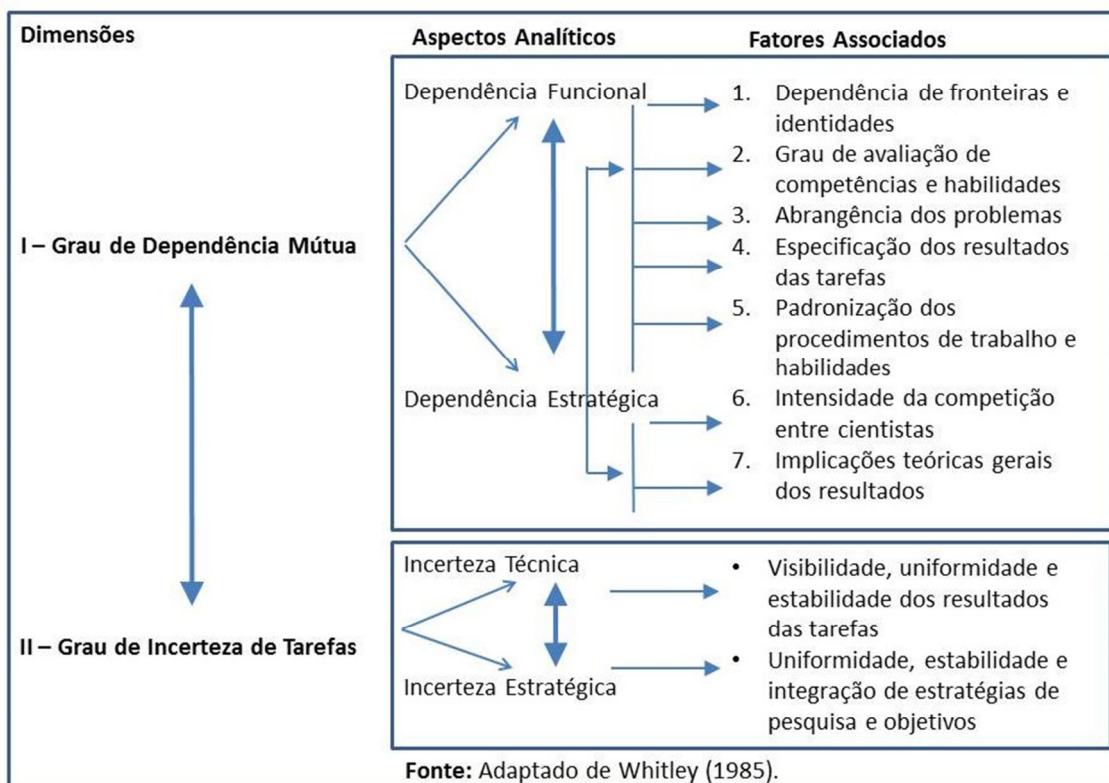 Dimensões
Aspectos Analíticos
Fatores Associados
I – Grau de Dependência Mútua
Dependência Funcional
Dependência Estratégica
1. Dependência de fronteiras e
identidades
2. Grau de avaliação de
competências e habilidades
3. Abrangência dos problemas
4. Especificação dos resultados
das tarefas
5. Padronização dos
procedimentos de trabalho e
habilidades
6. Intensidade da competição
entre cientistas
7. Implicações teóricas gerais
dos resultados
II – Grau de Incerteza de Tarefas
Incerteza Técnica
Incerteza Estratégica
• Visibilidade, uniformidade e
estabilidade dos resultados
das tarefas
• Uniformidade, estabilidade e
integração de estratégias de
pesquisa e objetivos
Fonte: Adaptado de Whitley (1985).